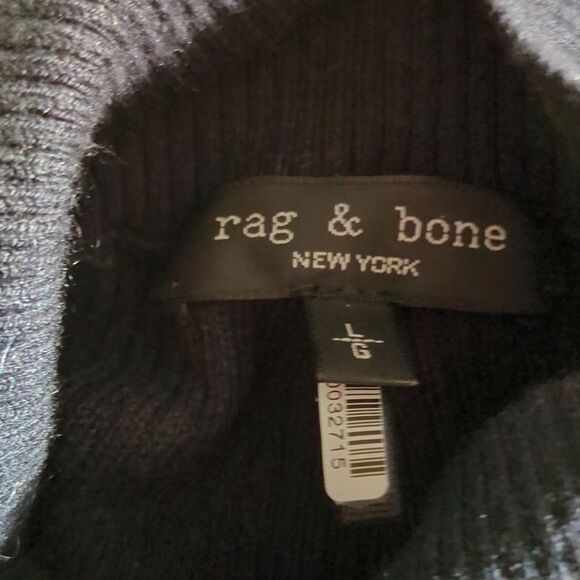 rag & bone
NEW YORK
L
G
0032715